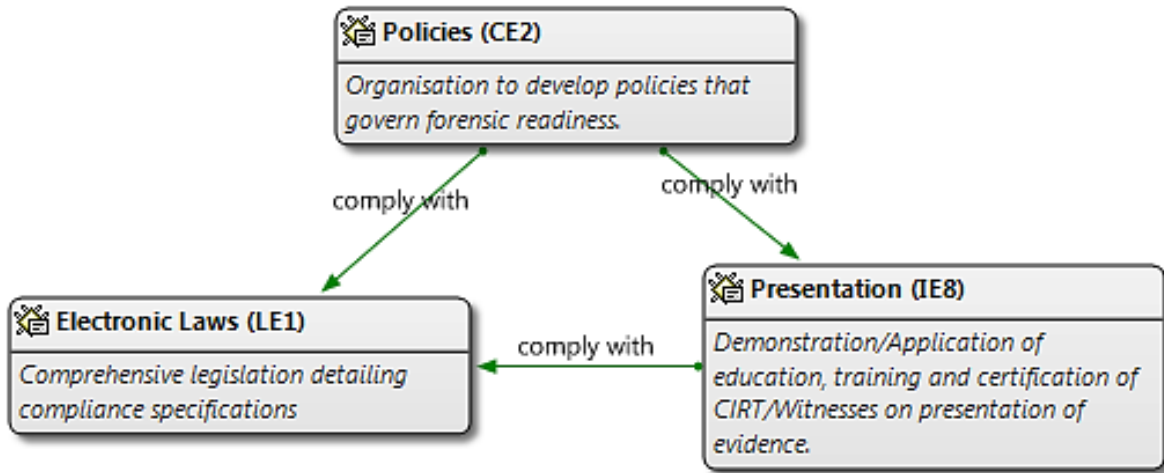 Policies (CE2)
Organisation to develop policies that
govern forensic readiness.
comply with
comply with
Electronic Laws (LE1)
Comprehensive legislation detailing
compliance specifications
comply with
Presentation (IE8)
Demonstration/Application of
education, training and certification of
CIRT/Witnesses on presentation of
evidence.